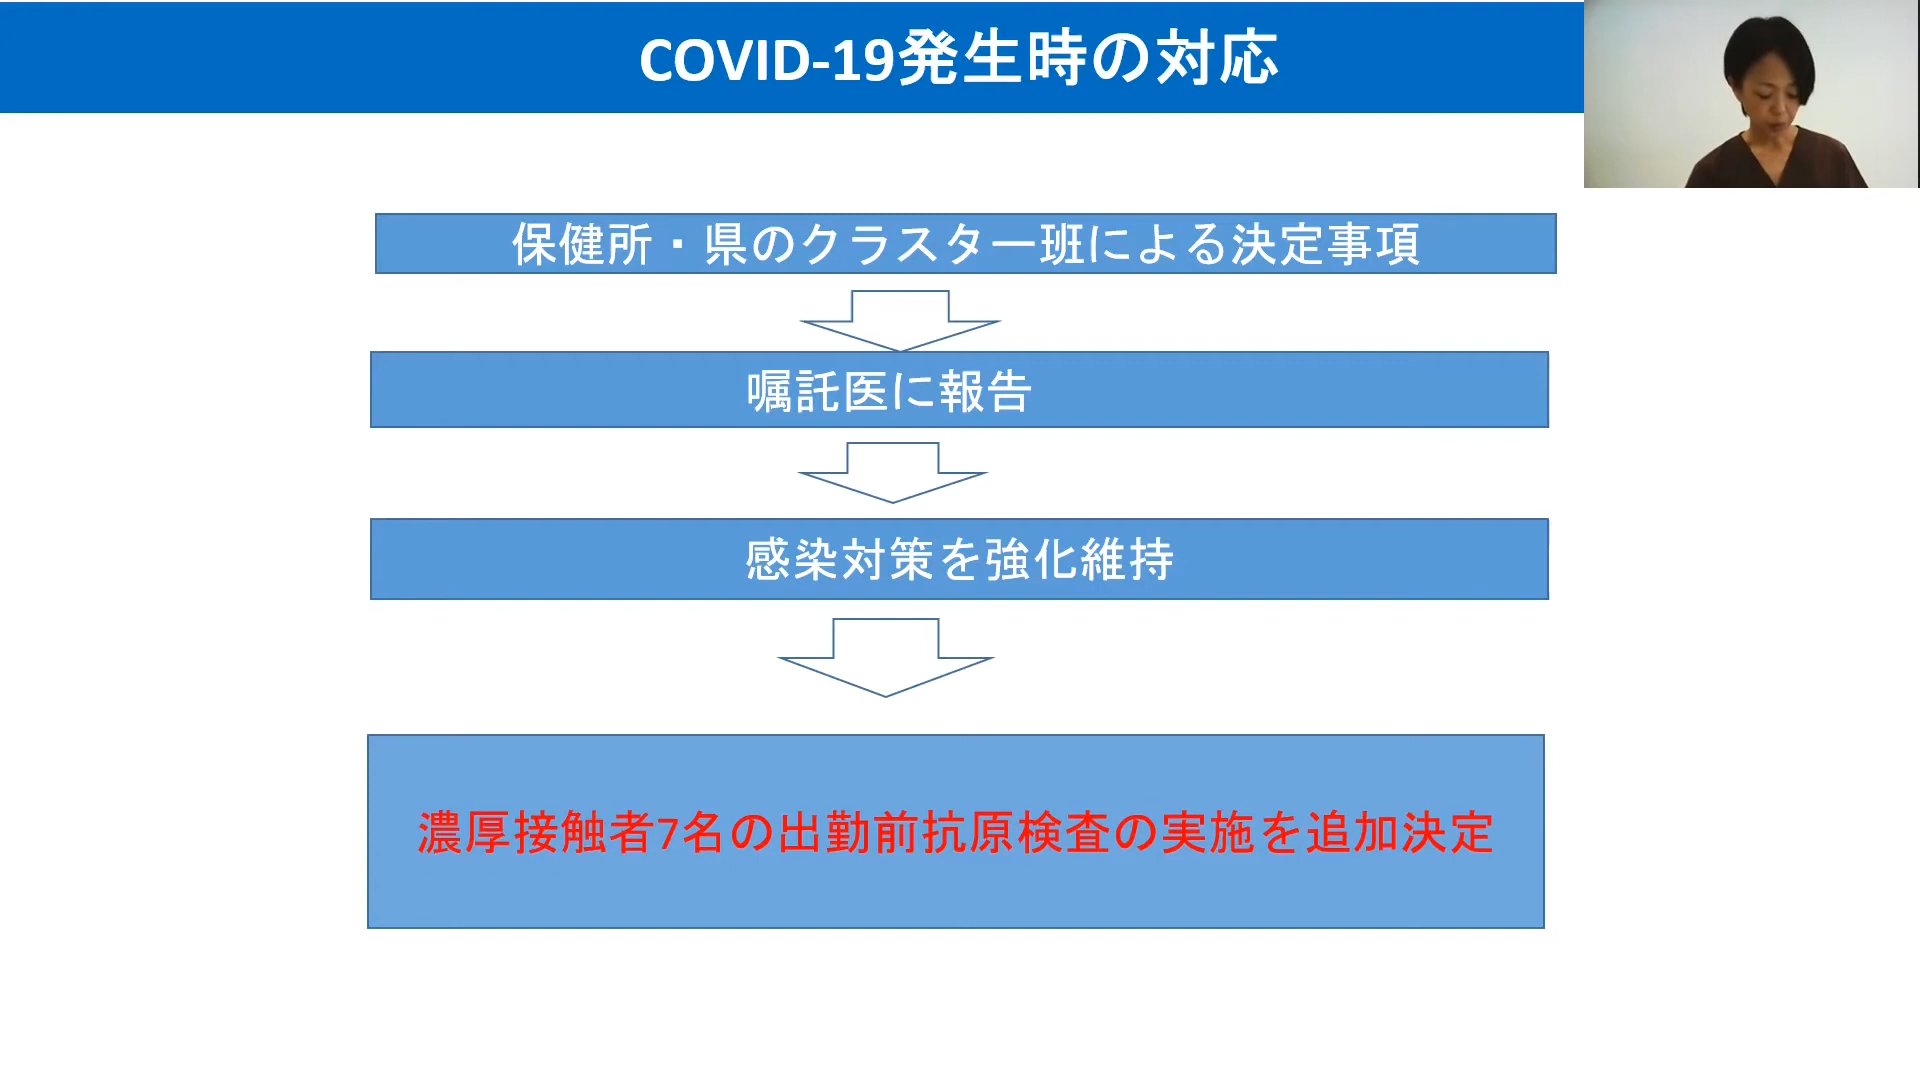 COVID-19発生時の対応
保健所・県のクラスター班による決定事項
嘱託医に報告
感染対策を強化維持
濃厚接触者7名の出勤前抗原検査の実施を追加決定